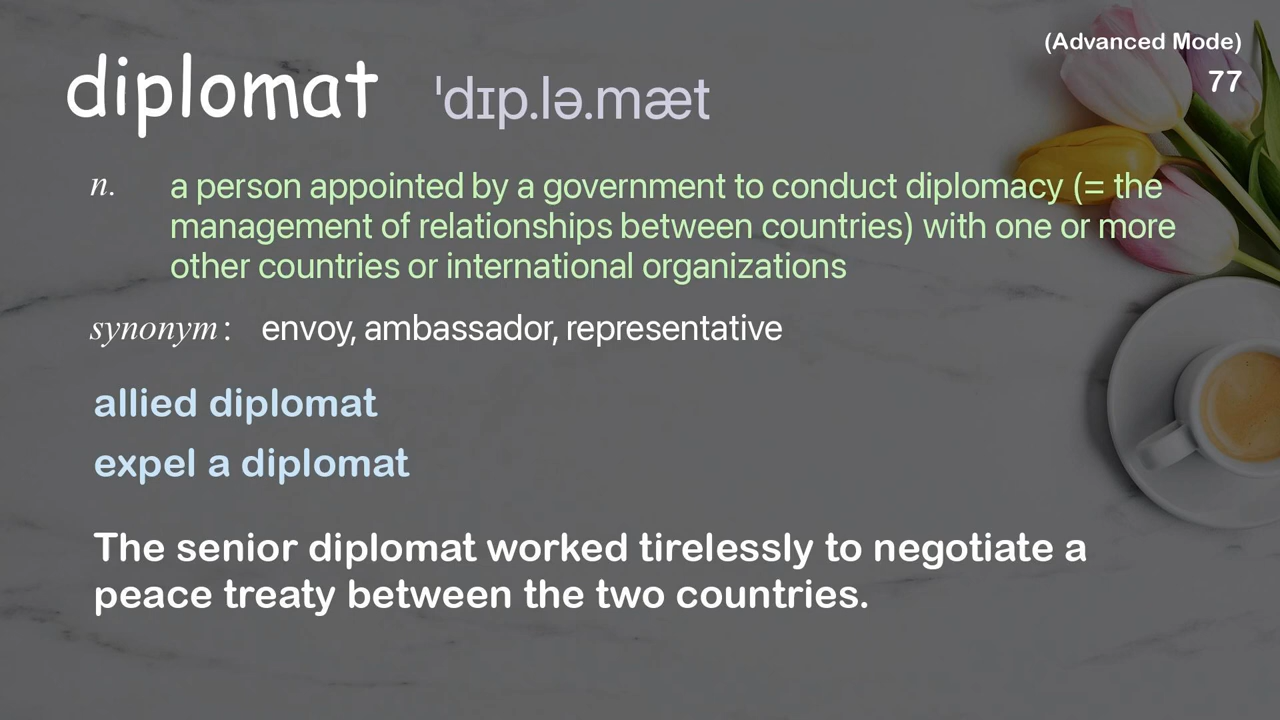 (Advanced Mode)
77
diplomat ˈdɪp.lə.mæt
n. a person appointed by a government to conduct diplomacy (= the
management of relationships between countries) with one or more
other countries or international organizations
synonym: envoy, ambassador, representative
allied diplomat
expel a diplomat
The senior diplomat worked tirelessly to negotiate a
peace treaty between the two countries.